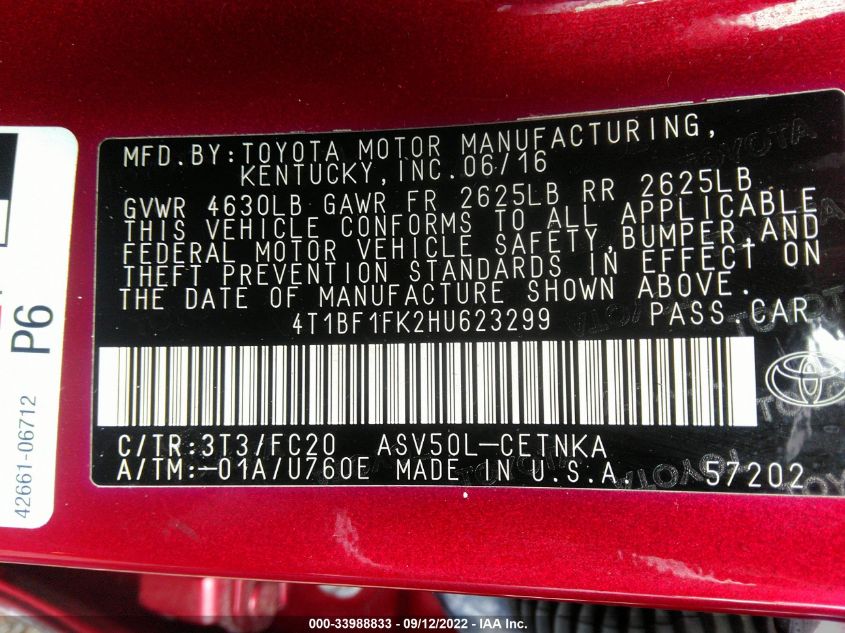 MFD.BY:TOYOTA MOTOR MANUFACTURING,
KENTUCKY,INC.06/16
GVWR 4630LB GAWR FR 2625LB RR 2625LB
THIS VEHICLE CONFORMS TO ALL APPLICABLE
FEDERAL MOTOR VEHICLE SAFETY,BUMPER,AND
THEFT PREVENTION STANDARDS IN EFFECT ON
THE DATE OF MANUFACTURE SHOWN ABOVE.
4T1BF1FK2HU623299 PASS.CAR
C/TR:3T3/FC20 ASV50L-CETNKA
A/TM:-01A/U760E MADE IN U.S.A. 57202
P6
42661-06712
TOYOTA
000-33988833 - 09/12/2022 - IAA Inc.